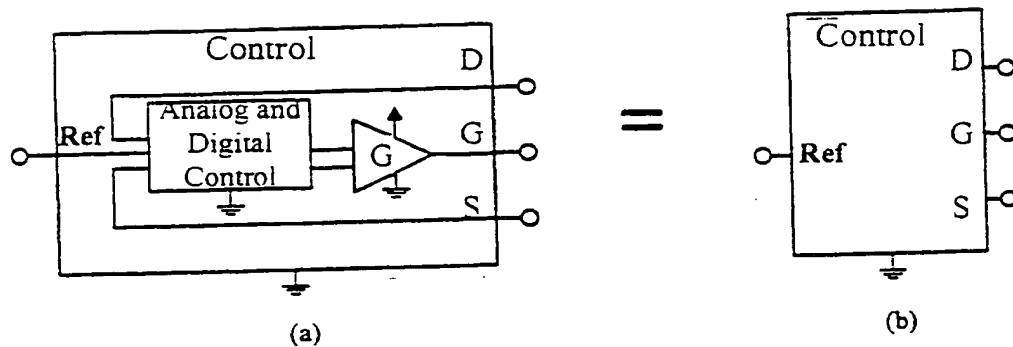 Control
D
Analog and
Digital
Control
Ref
G
G
S
(a)
=
Control
D
G
Ref
S
(b)